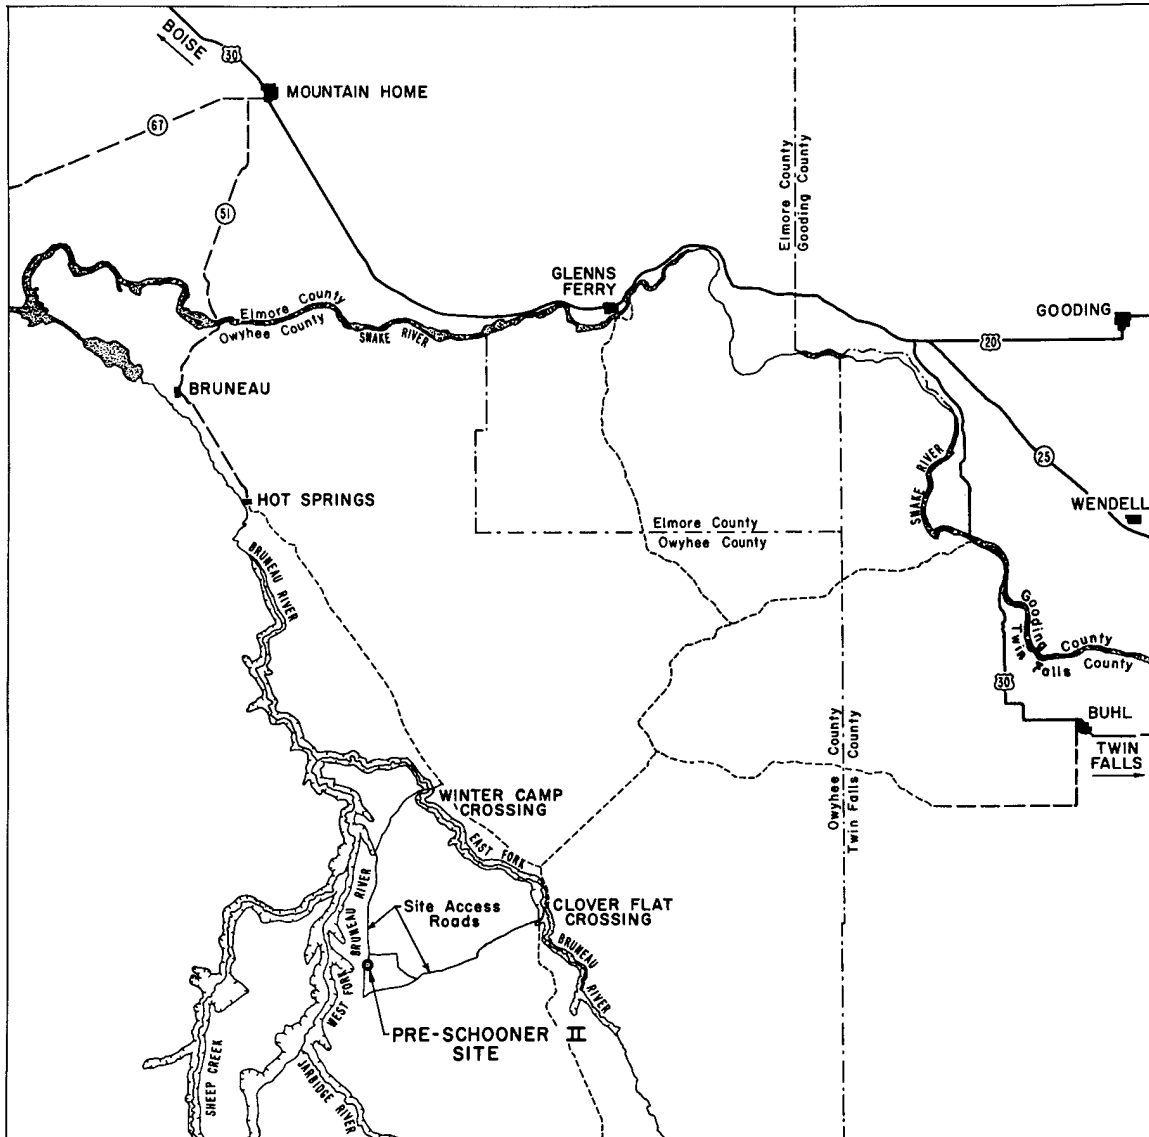 BOISE
30
MOUNTAIN HOME
67
51
Elmore County
Gooding County
GLENNS
FERRY
GOODING
Elmore County
Owyhee County
SNAKE RIVER
20
BRUNEAU
25
SNAKE RIVER
HOT SPRINGS
WENDELL
Elmore County
Owyhee County
BRUNEAU RIVER
Gooding County
Twin Falls County
30
BUHL
TWIN
FALLS
Owyhee County
Twin Falls County
WINTER CAMP
CROSSING
EAST FORK
BRUNEAU RIVER
Site Access
Roads
CLOVER FLAT
CROSSING
BRUNEAU
RIVER
WEST FORK
PRE-SCHOONER II
SITE
SHEEP CREEK
JARBIDGE RIVER